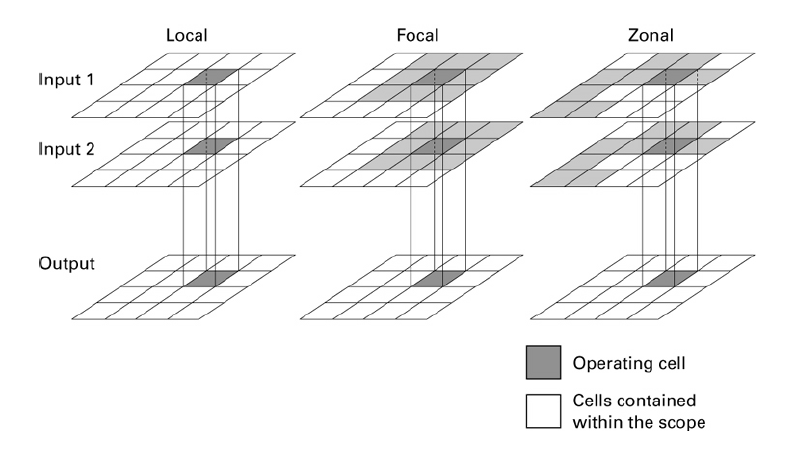 Local Focal Zonal
Input 1
Input 2
Output
Operating cell
Cells contained
within the scope